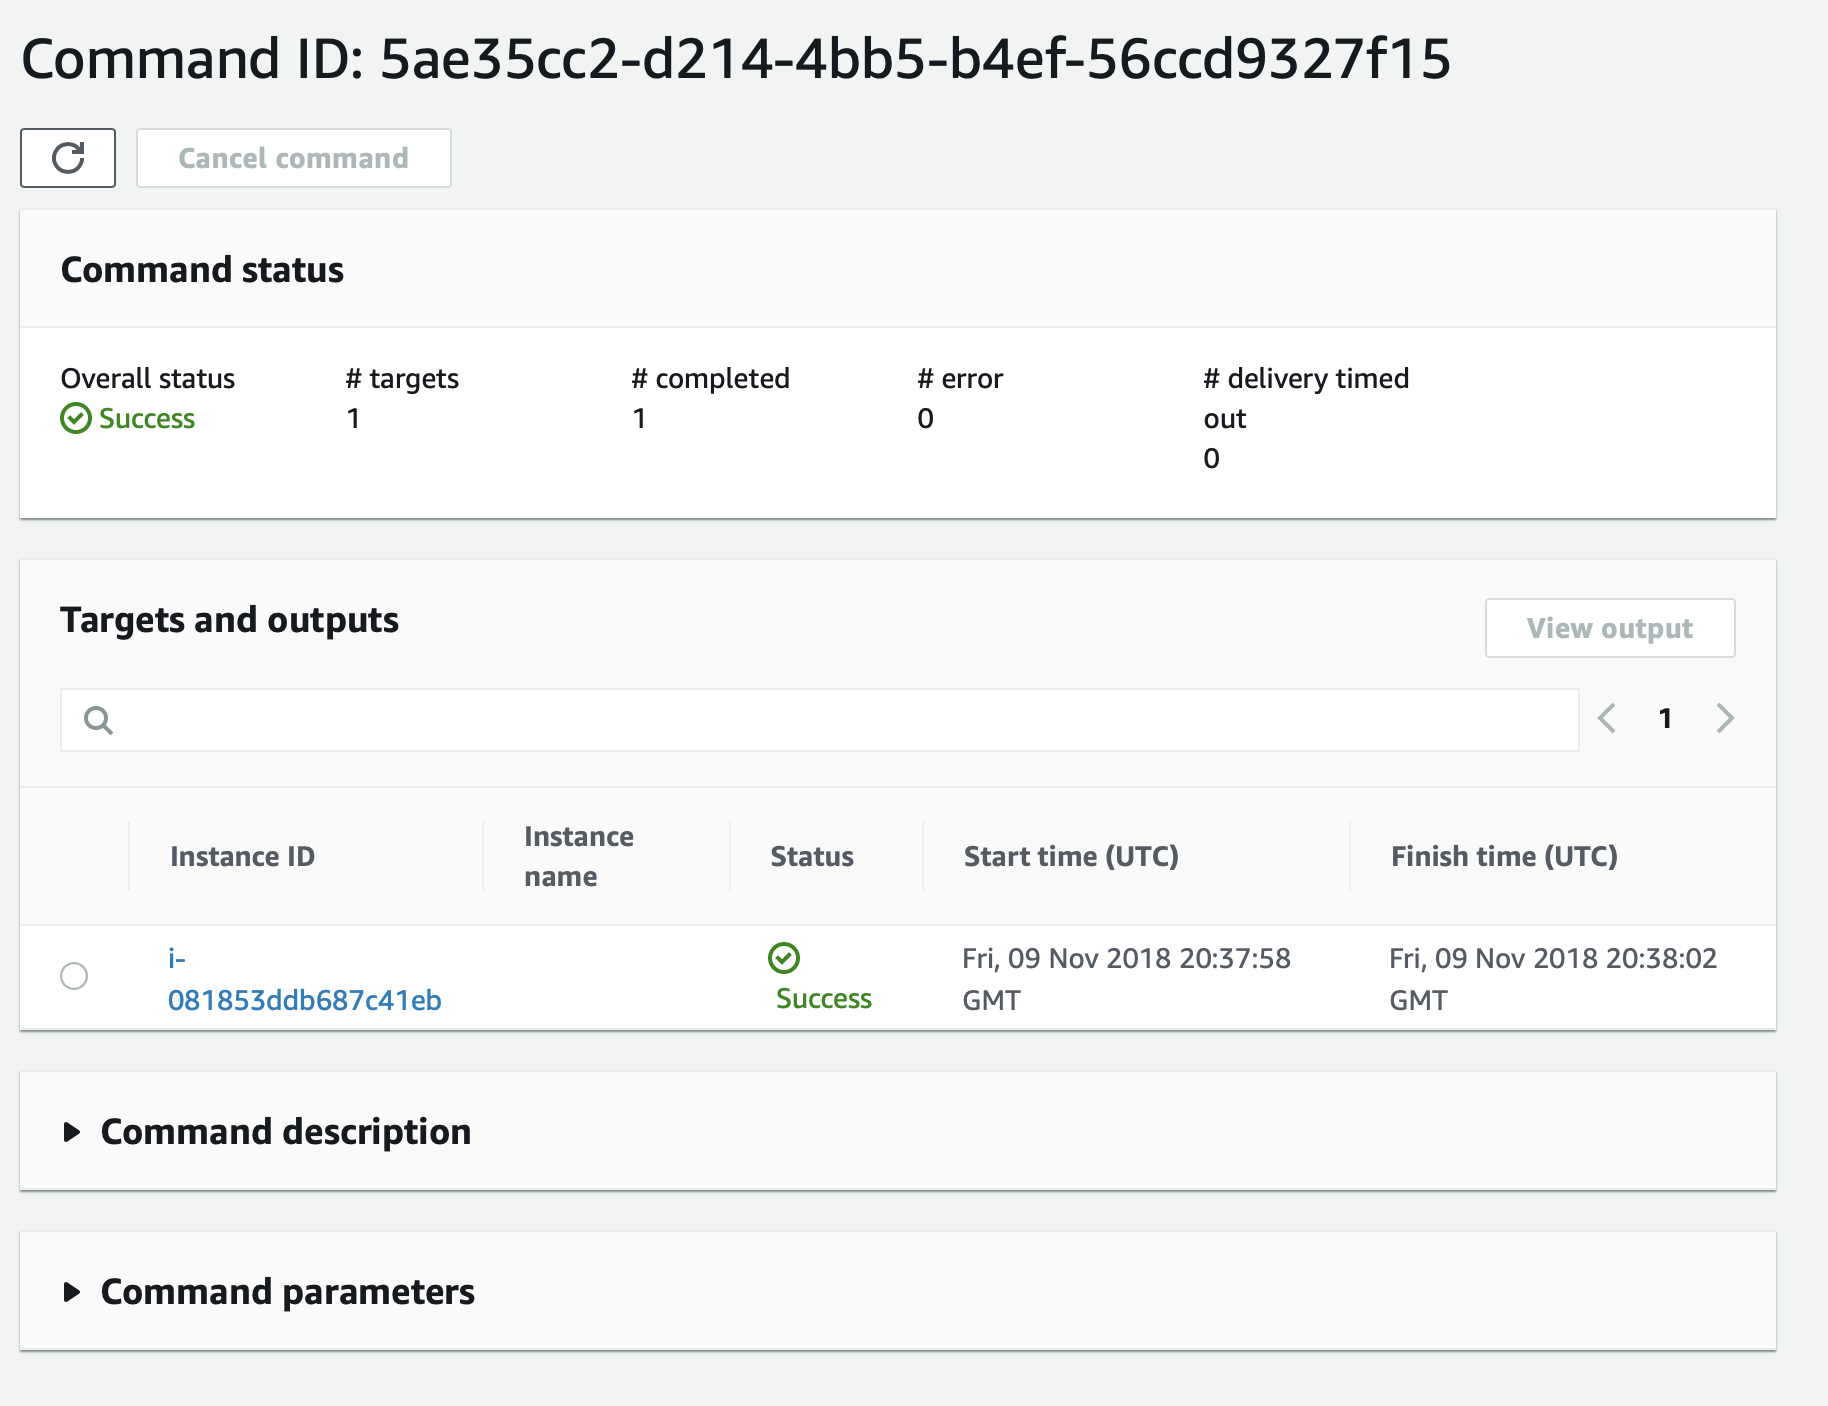 Command ID: 5ae35cc2-d214-4bb5-b4ef-56ccd9327f15
Cancel command
Command status
Overall status # targets # completed # error # delivery timed
Success 1 1 0 out
0
Targets and outputs
View output
1
Instance ID Instance name Status Start time (UTC) Finish time (UTC)
i- Fri, 09 Nov 2018 20:37:58 Fri, 09 Nov 2018 20:38:02
081853ddb687c41eb Success GMT GMT
Command description
Command parameters